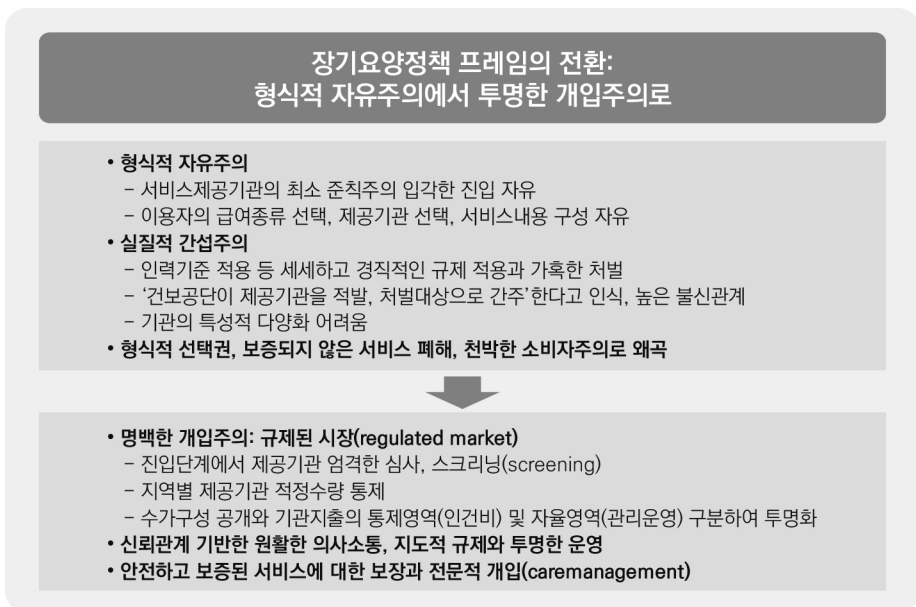 장기요양정책 프레임의 전환:
형식적 자유주의에서 투명한 개입주의로
• 형식적 자유주의
– 서비스제공기관의 최소 준칙주의 입각한 진입 자유
– 이용자의 급여종류 선택, 제공기관 선택, 서비스내용 구성 자유
• 실질적 간섭주의
– 인력기준 적용 등 세세하고 경직적인 규제 적용과 가혹한 처벌
– ‘건보공단이 제공기관을 적발, 처벌대상으로 간주’한다고 인식, 높은 불신관계
– 기관의 특성적 다양화 어려움
• 형식적 선택권, 보증되지 않은 서비스 폐해, 천박한 소비자주의로 왜곡
• 명백한 개입주의: 규제된 시장(regulated market)
– 진입단계에서 제공기관 엄격한 심사, 스크리닝(screening)
– 지역별 제공기관 적정수량 통제
– 수가구성 공개와 기관지출의 통제영역(인건비) 및 자율영역(관리운영) 구분하여 투명화
• 신뢰관계 기반한 원활한 의사소통, 지도적 규제와 투명한 운영
• 안전하고 보증된 서비스에 대한 보장과 전문적 개입(caremanagement)